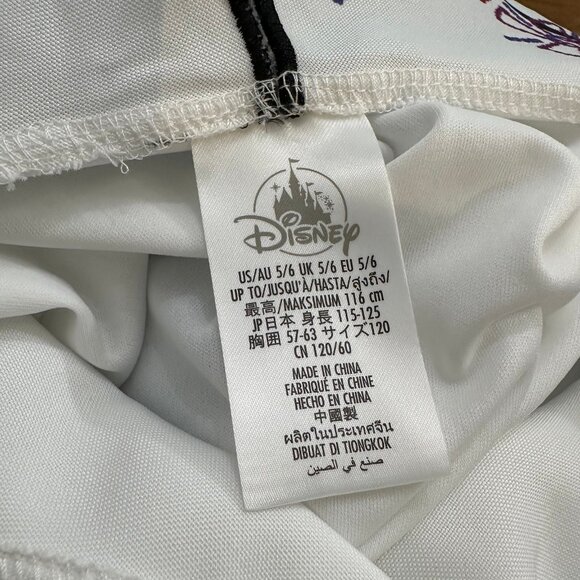 DISNEY
US/AU 5/6 UK 5/6 EU 5/6
UP TO/JUSQU'À/HASTA/สูงถึง/
最高/MAKSIMUM 116 cm
JP日本 身長 115-125
胸囲 57-63 サイズ120
CN 120/60
MADE IN CHINA
FABRIQUÉ EN CHINE
HECHO EN CHINA
中國製
ผลิตในประเทศจีน
DIBUAT DI TIONGKOK
صنع في الصين